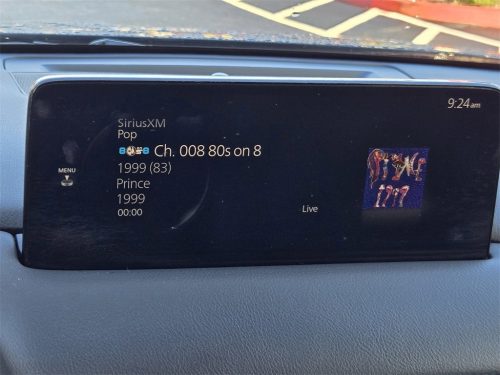 9:24am
SiriusXM
Pop
Ch. 008 80s on 8
MENU
1999 (83)
Prince
1999
00:00
Live